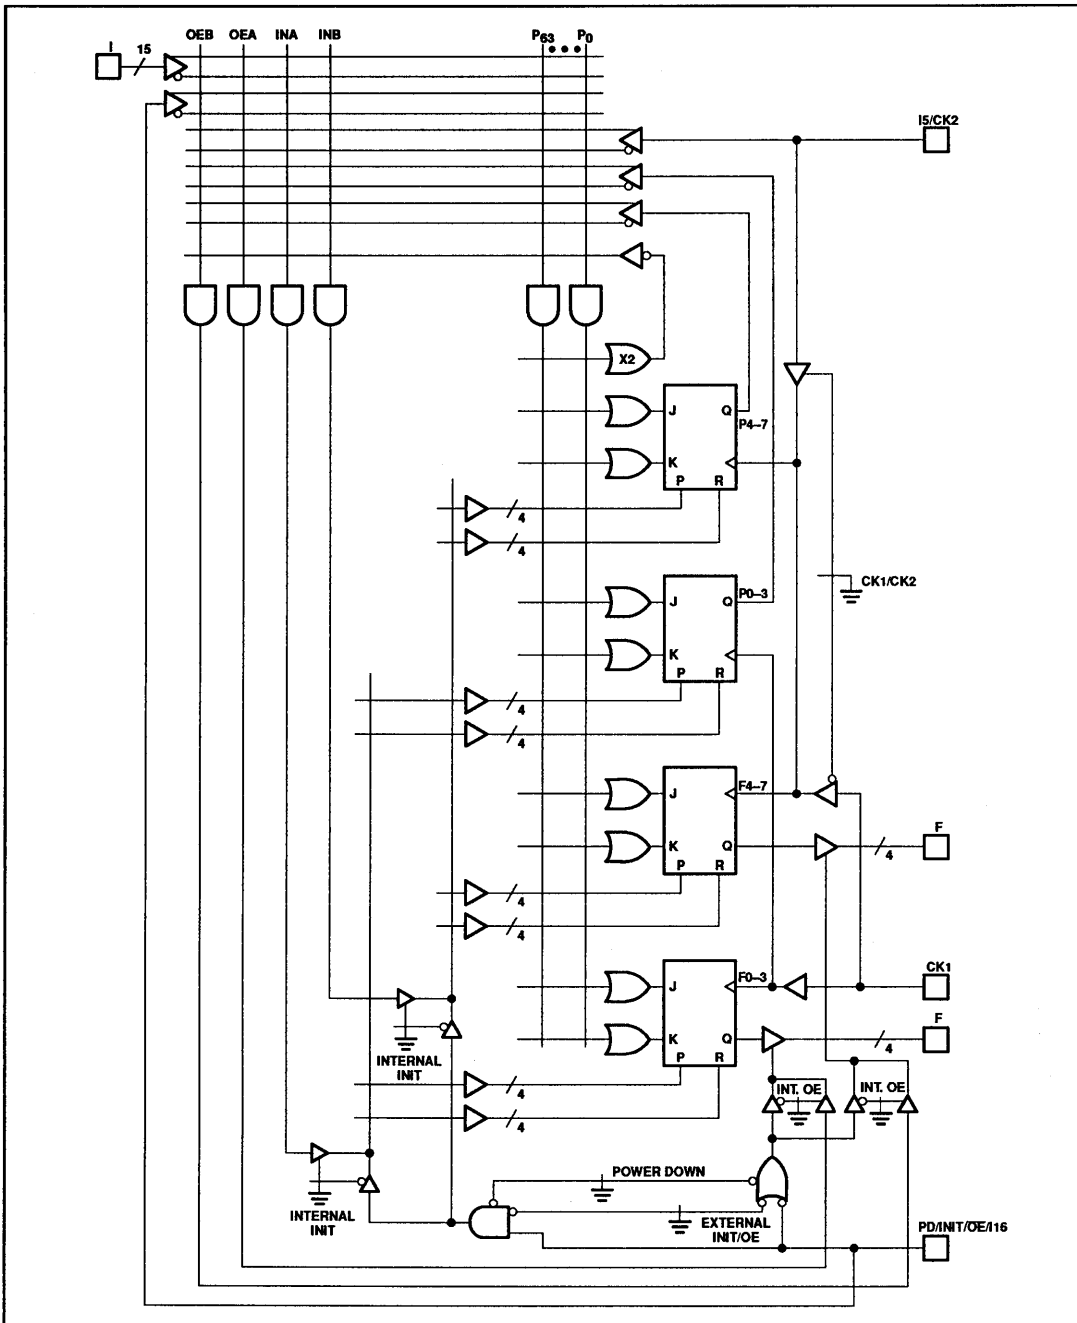 OEB OEA INA INB P63 ••• P0
I 15
I5/CK2
X2
J Q
P4–7
K
P R
4
4
CK1/CK2
J Q P0–3
K
P R
4
4
J F4–7
K Q F
4
P R
4
4
J F0–3 CK1
F
K Q
4
P R
INTERNAL
INIT
4
4
INT. OE INT. OE
POWER DOWN
INTERNAL
INIT
EXTERNAL
INIT/OE
PD/INIT/O̅E̅/I16